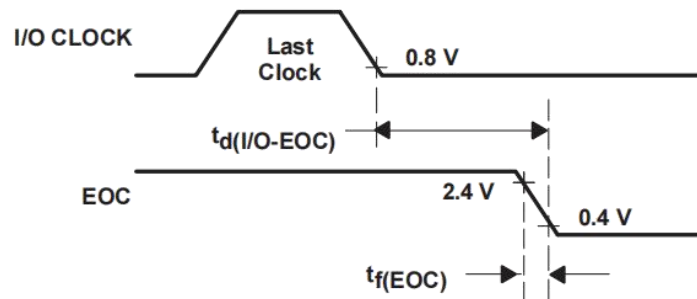 I/O CLOCK
Last
Clock
0.8 V
td(I/O-EOC)
EOC
2.4 V
0.4 V
tf(EOC)